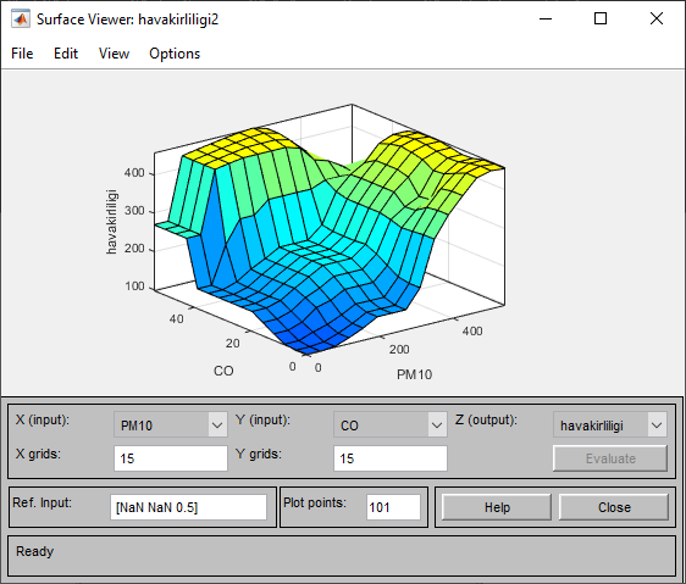 Surface Viewer: havakirliligi2
File Edit View Options
400
300
200
100
havakirliligi
40
20
0
CO
0
200
400
PM10
X (input): PM10 Y (input): CO Z (output): havakirliligi
X grids: 15 Y grids: 15 Evaluate
Ref. Input: [NaN NaN 0.5] Plot points: 101 Help Close
Ready